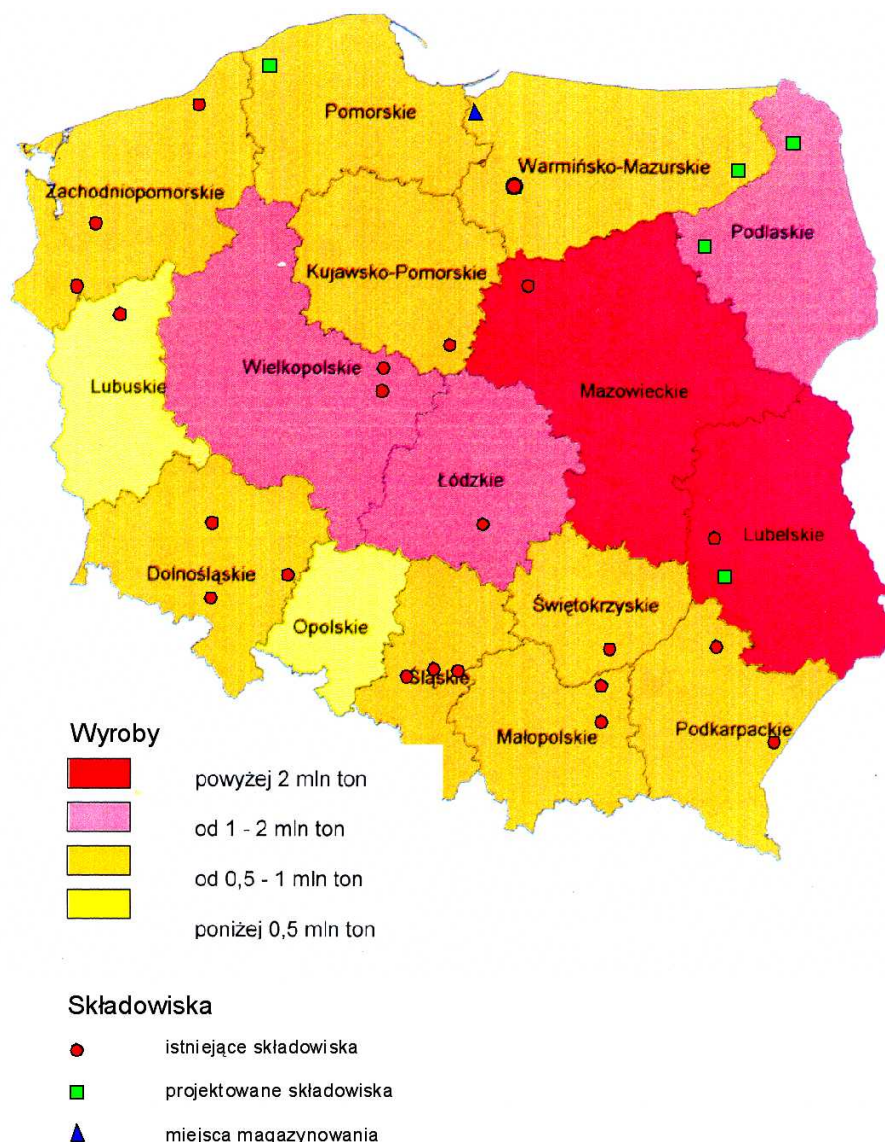 Pomorskie
Warmińsko-Mazurskie
Zachodniopomorskie
Podlaskie
Kujawsko-Pomorskie
Wielkopolskie
Lubuskie
Mazowieckie
Łódzkie
Lubelskie
Dolnośląskie
Świętokrzyskie
Opolskie
Śląskie
Podkarpackie
Małopolskie
Wyroby
powyżej 2 mln ton
od 1 - 2 mln ton
od 0,5 - 1 mln ton
poniżej 0,5 mln ton
Składowiska
istniejące składowiska
projektowane składowiska
miejsca magazynowania